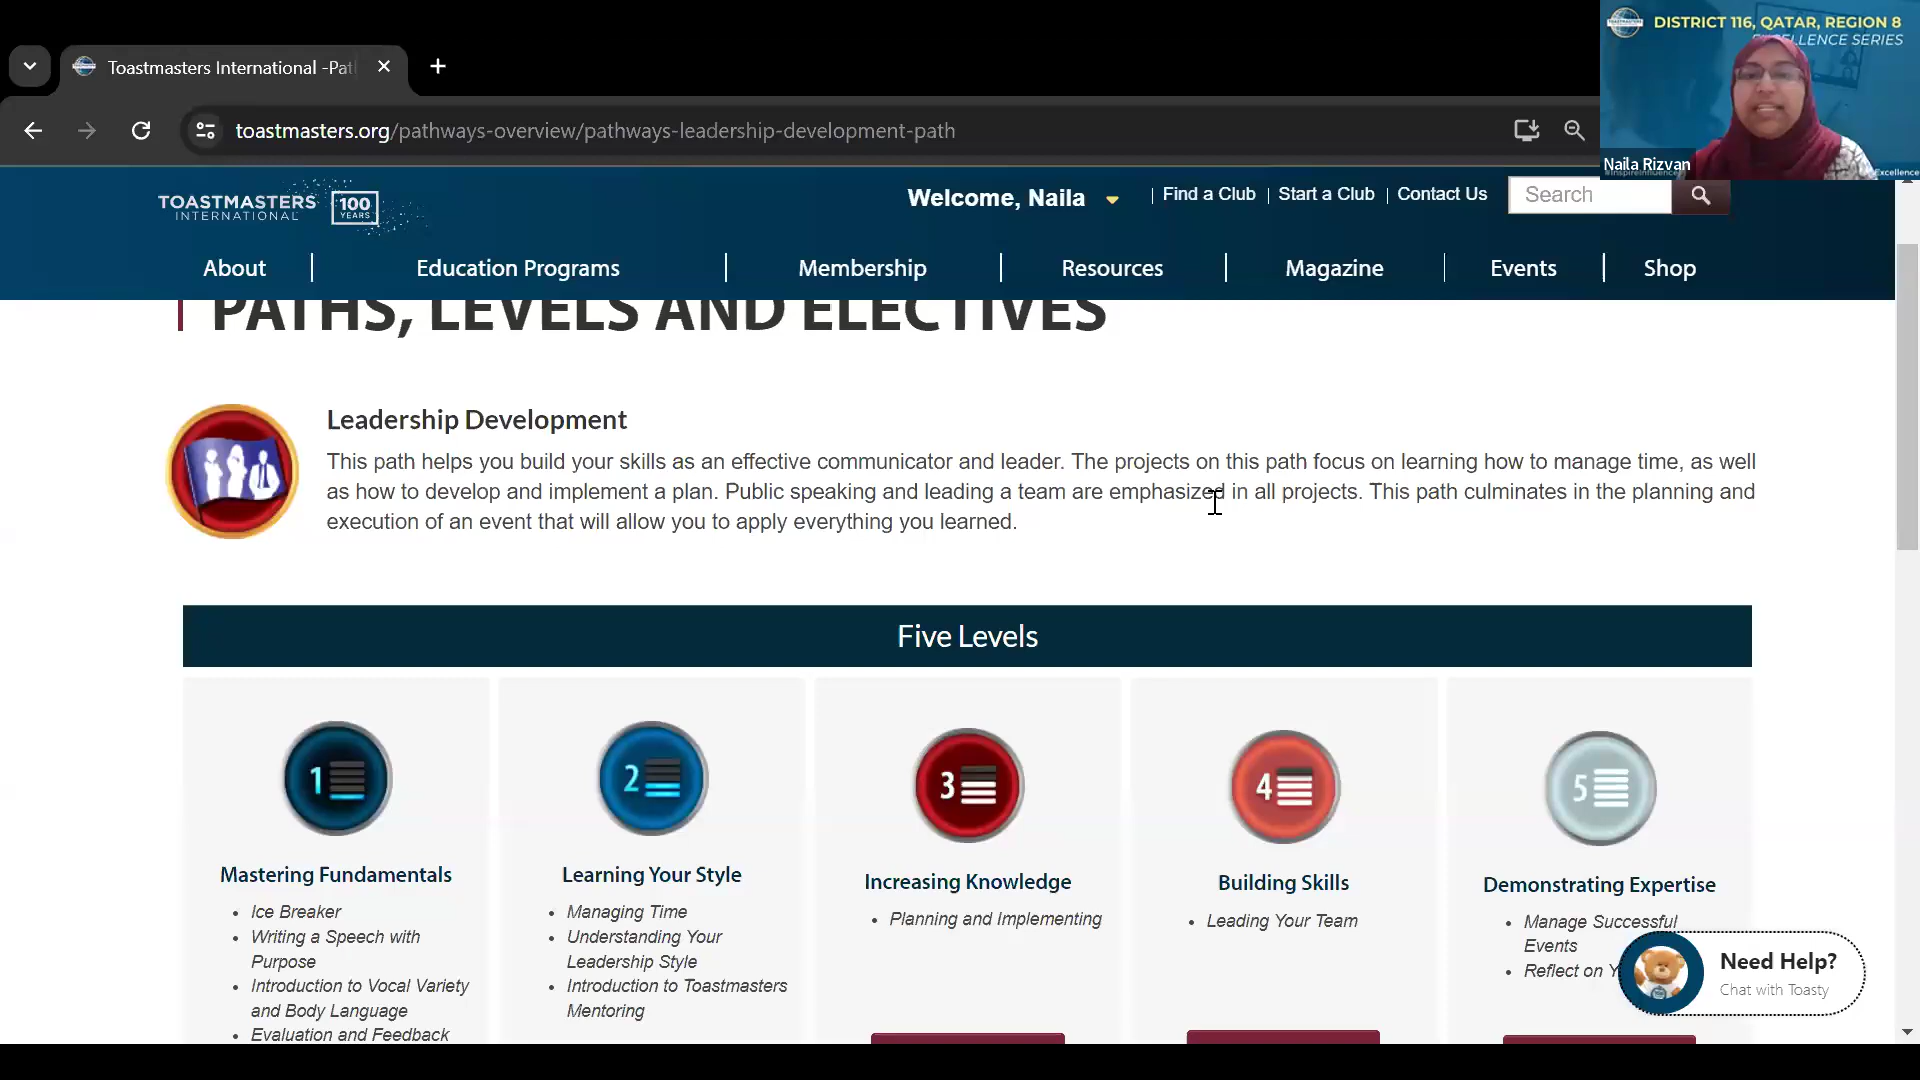 DISTRICT 116, QATAR, REGION 8
EXCELLENCE SERIES
Toastmasters International -Pat
toastmasters.org/pathways-overview/pathways-leadership-development-path
Naila Rizvan
Excellence
TOASTMASTERS
INTERNATIONAL
100
YEARS
Welcome, Naila
Find a Club
Start a Club
Contact Us
Search
About
Education Programs
Membership
Resources
Magazine
Events
Shop
PATHS, LEVELS AND ELECTIVES
Leadership Development
This path helps you build your skills as an effective communicator and leader. The projects on this path focus on learning how to manage time, as well
as how to develop and implement a plan. Public speaking and leading a team are emphasized in all projects. This path culminates in the planning and
execution of an event that will allow you to apply everything you learned.
Five Levels
1
2
3
4
5
Mastering Fundamentals
Ice Breaker
Writing a Speech with
Purpose
Introduction to Vocal Variety
and Body Language
Evaluation and Feedback
Learning Your Style
Managing Time
Understanding Your
Leadership Style
Introduction to Toastmasters
Mentoring
Increasing Knowledge
Planning and Implementing
Building Skills
Leading Your Team
Demonstrating Expertise
Manage Successful
Events
Reflect on Y
Need Help?
Chat with Toasty